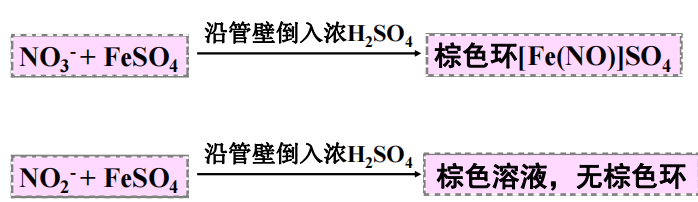 沿管壁倒入浓H₂SO₄
NO₃⁻+ FeSO₄
棕色环[Fe(NO)]SO₄
沿管壁倒入浓H₂SO₄
NO₂⁻+ FeSO₄
棕色溶液，无棕色环